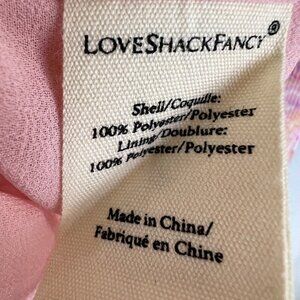 LOVESHACKFANCY®
Shell/Coquille:
100% Polyester/Polyester
Lining/Doublure:
100% Polyester/Polyester
Made in China/
Fabriqué en Chine